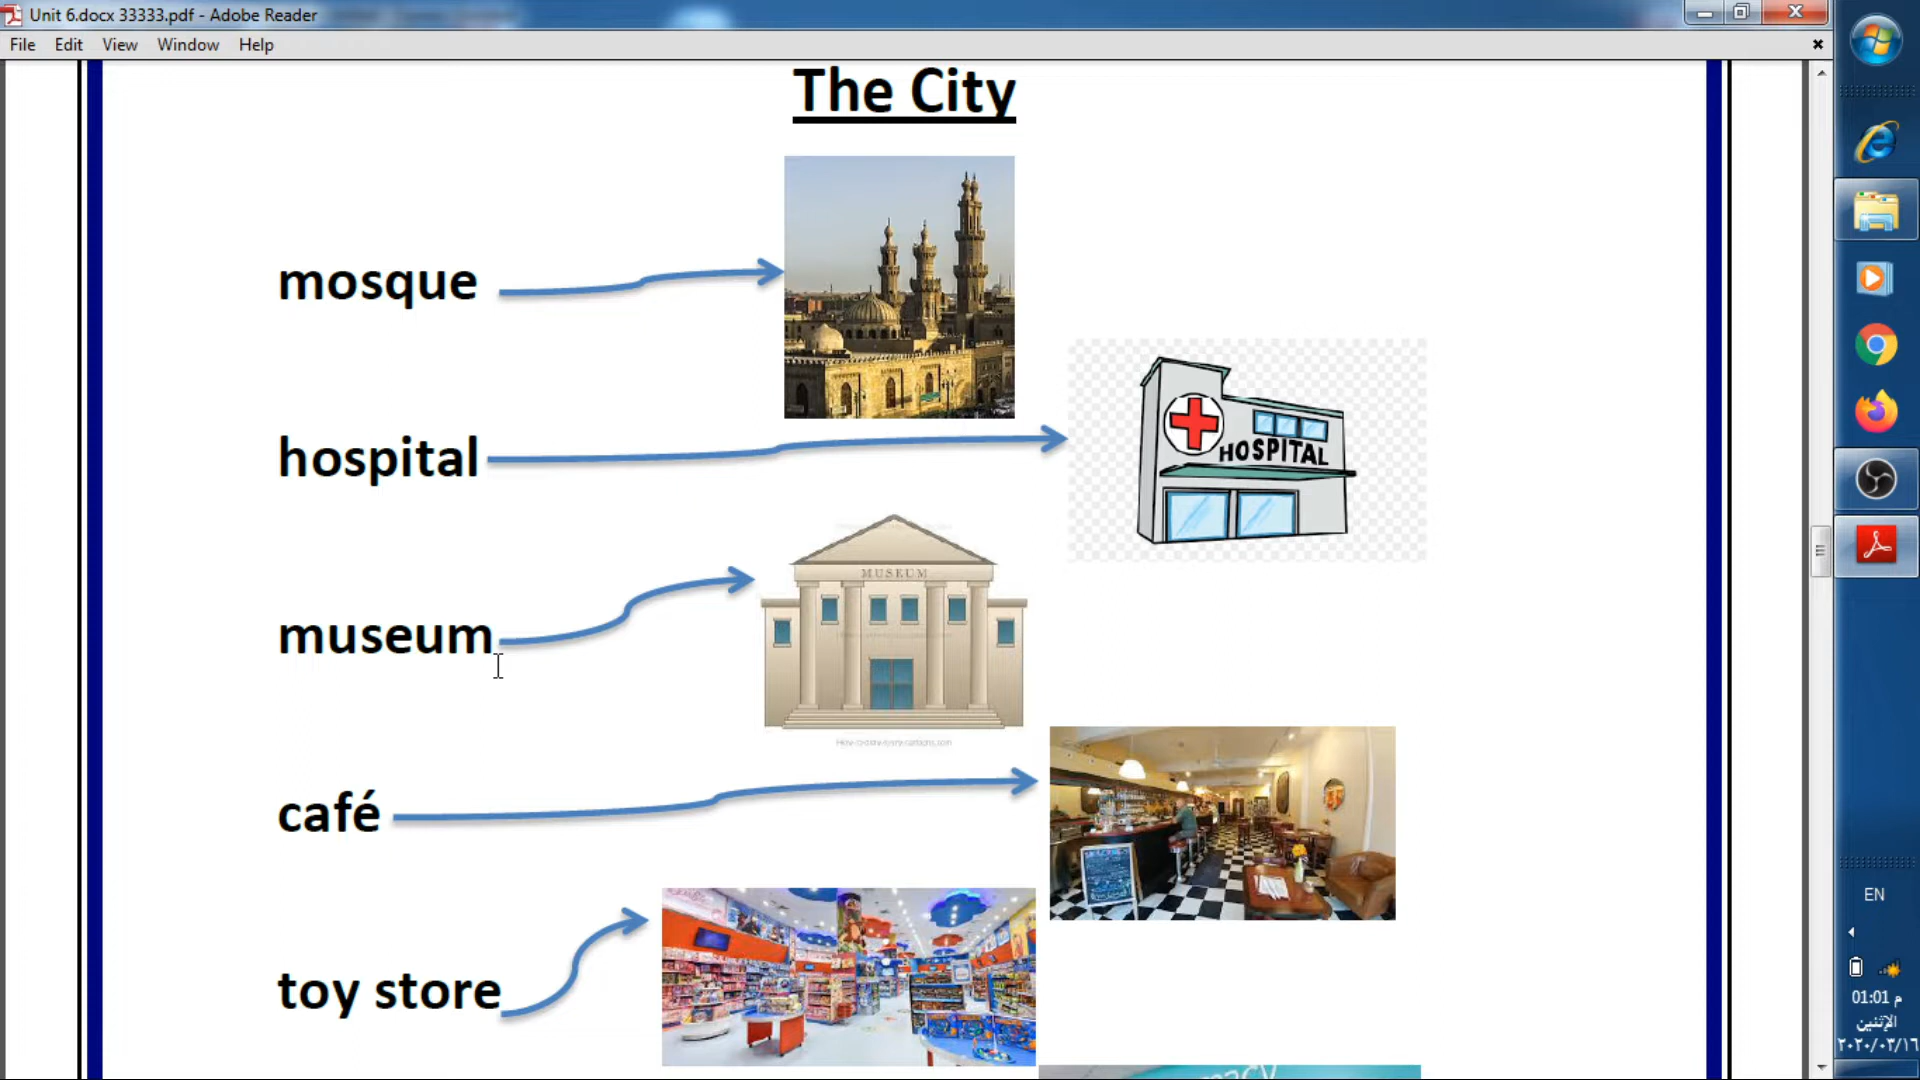 Unit 6.docx 33333.pdf - Adobe Reader
File Edit View Window Help
The City
mosque
hospital
HOSPITAL
museum
MUSEUM
café
toy store
EN
01:01 م
الإثنين
٢٠٢٠/٠٣/١٦